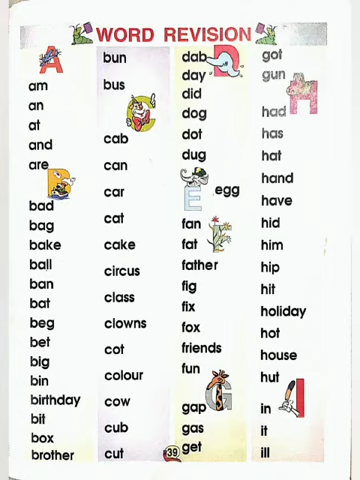 WORD REVISION
A
am
an
at
and
are
B
bad
bag
bake
ball
ban
bat
beg
bet
big
bin
birthday
bit
box
brother
bun
bus
C
cab
can
car
cat
cake
circus
class
clowns
cot
colour
cow
cub
cut
D
dab
day
did
dog
dot
dug
E
egg
fan
fat
father
fig
fix
fox
friends
fun
G
gap
gas
get
got
gun
H
had
has
hat
hand
have
hid
him
hip
hit
holiday
hot
house
hut
I
in
it
ill
39